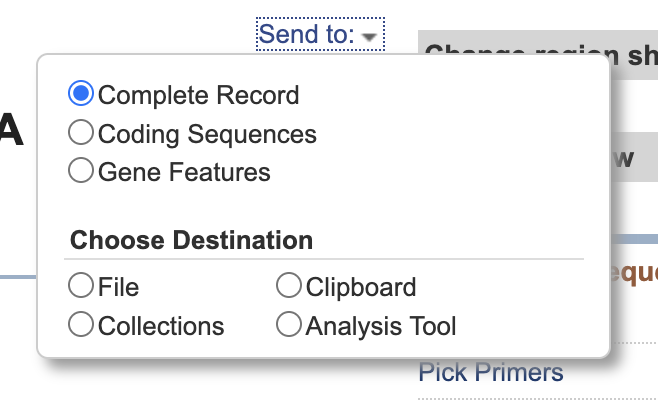 Send to:
Change region sh
A
Complete Record
Coding Sequences
w
Gene Features
Choose Destination
equ
File
Clipboard
Collections
Analysis Tool
Pick Primers